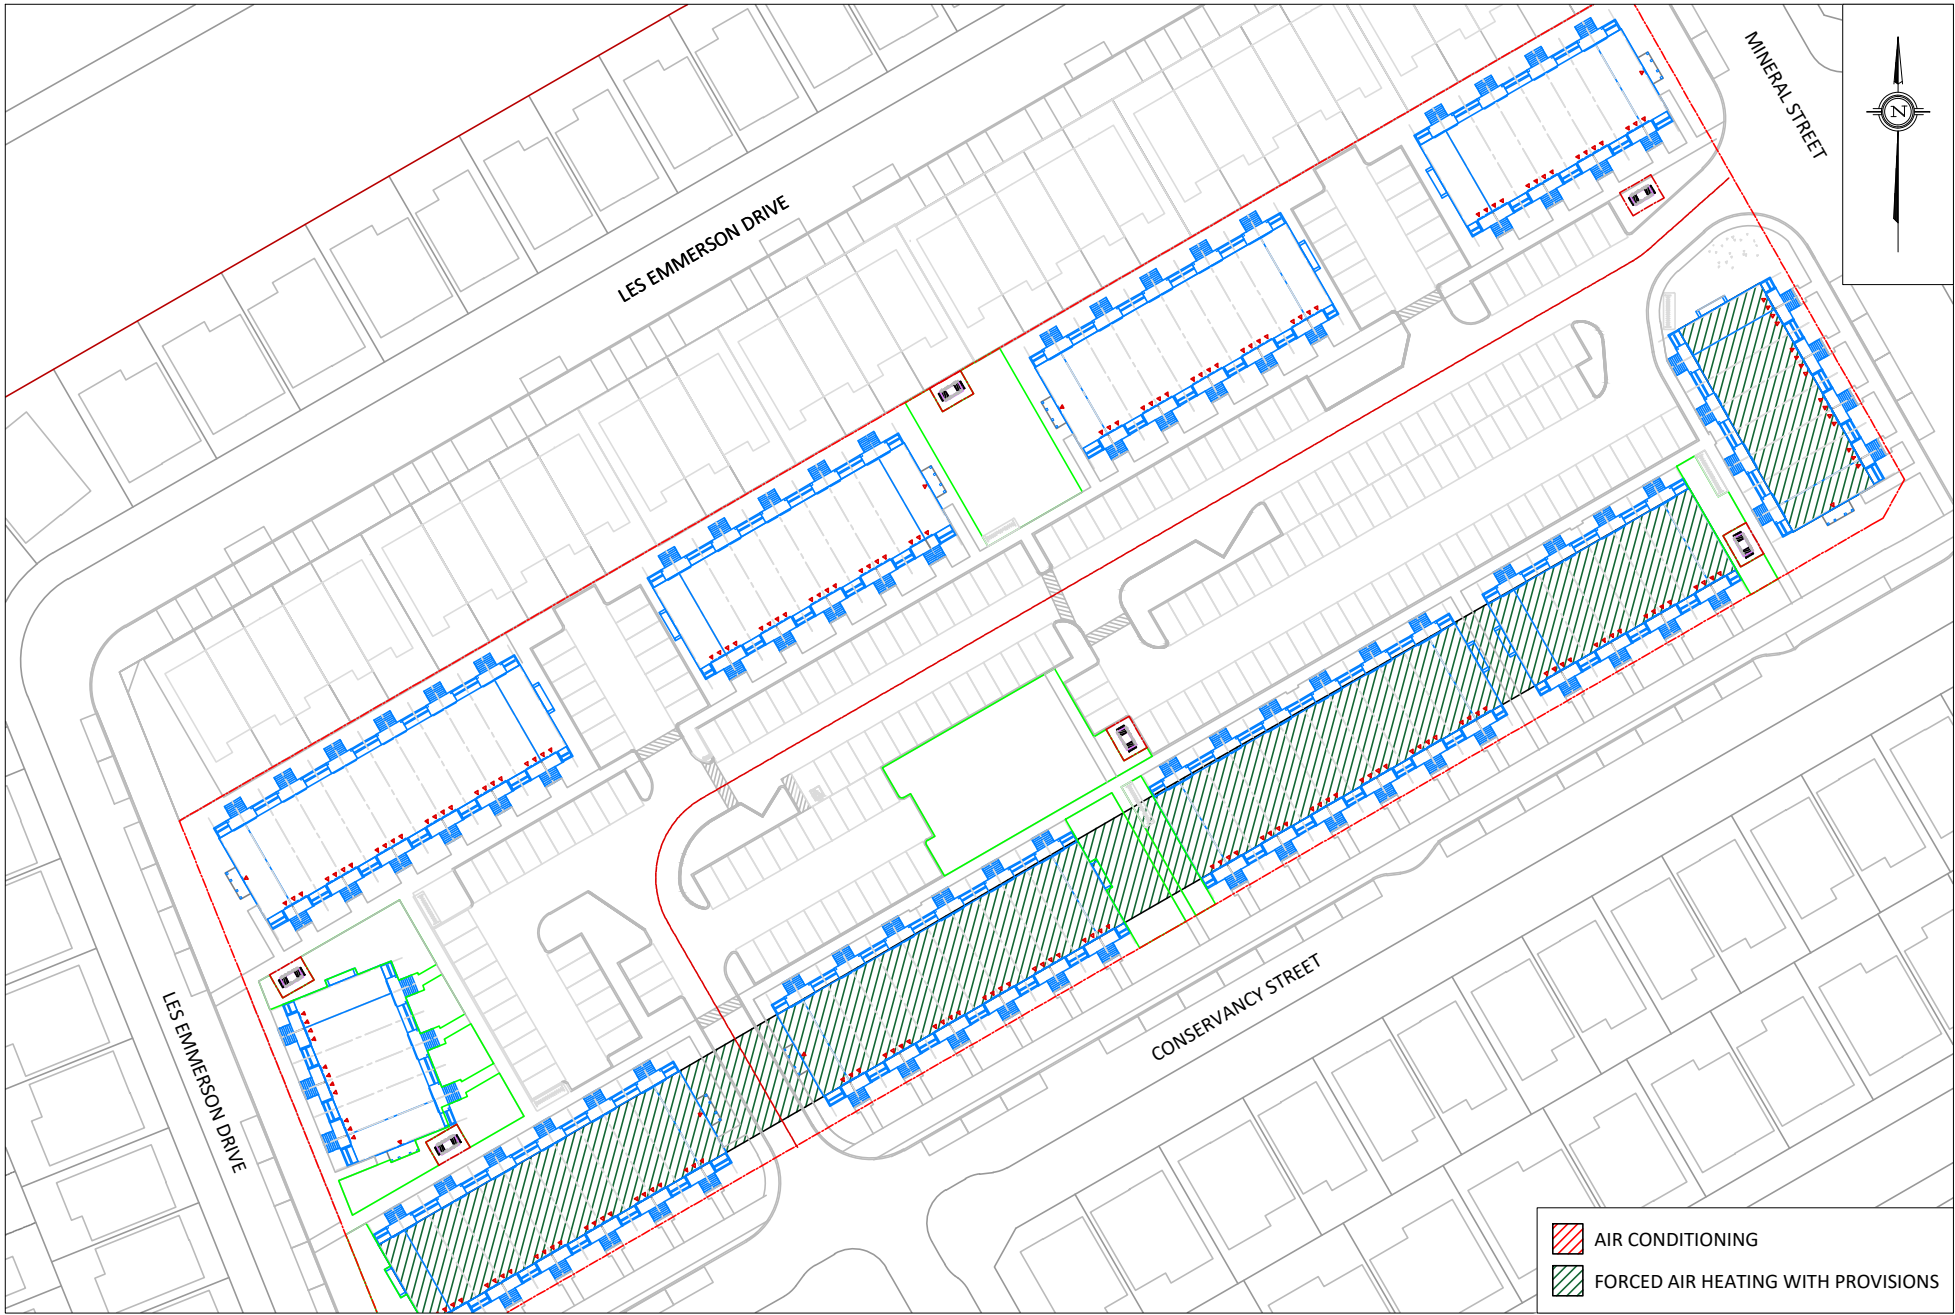 MINERAL STREET
N
LES EMMERSON DRIVE
CONSERVANCY STREET
LES EMMERSON DRIVE
AIR CONDITIONING
FORCED AIR HEATING WITH PROVISIONS